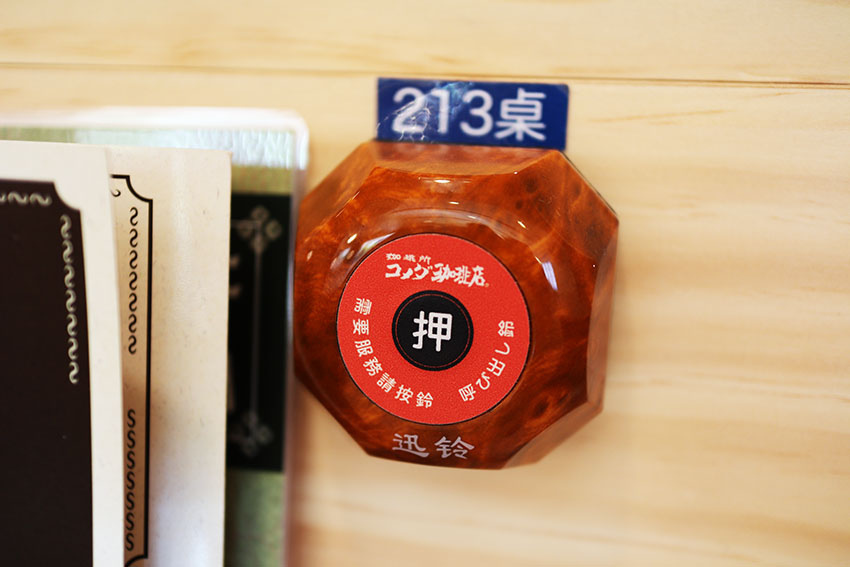 213桌
珈琲所
コメダ珈琲店
押
需要服務請按鈴
呼び出し鈴
迅铃